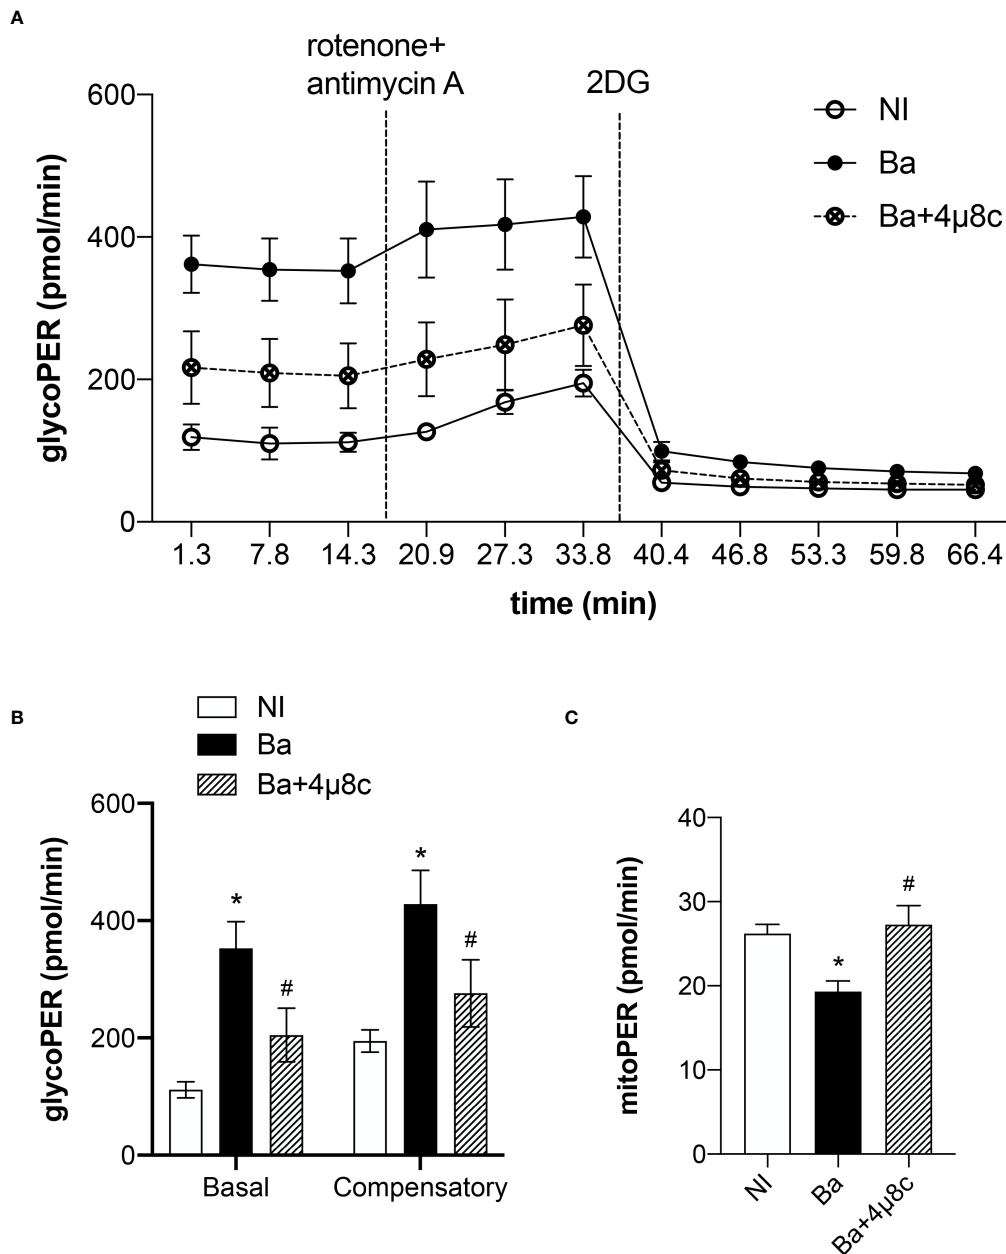 A
rotenone+
antimycin A
2DG
NI
Ba
Ba+4µ8c
glycoPER (pmol/min)
600
400
200
0
1.3 7.8 14.3 20.9 27.3 33.8 40.4 46.8 53.3 59.8 66.4
time (min)
B
NI
Ba
Ba+4µ8c
glycoPER (pmol/min)
600
400
200
0
* # * #
Basal Compensatory
C
mitoPER (pmol/min)
40
30
20
10
0
* #
NI Ba Ba+4µ8c